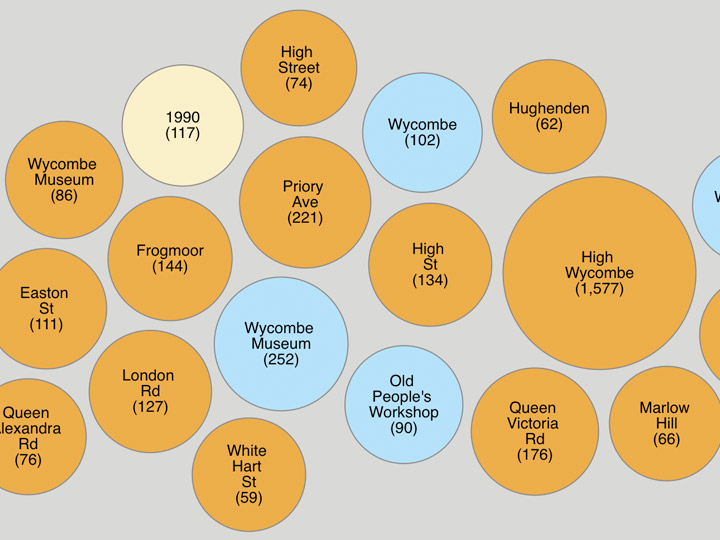 High
Street
(74)
1990
(117)
Wycombe
(102)
Hughenden
(62)
Wycombe
Museum
(86)
Priory
Ave
(221)
Frogmoor
(144)
High
St
(134)
High
Wycombe
(1,577)
Easton
St
(111)
Wycombe
Museum
(252)
London
Rd
(127)
Old
People's
Workshop
(90)
Queen
Victoria
Rd
(176)
Marlow
Hill
(66)
Queen
lexandra
Rd
(76)
White
Hart
St
(59)